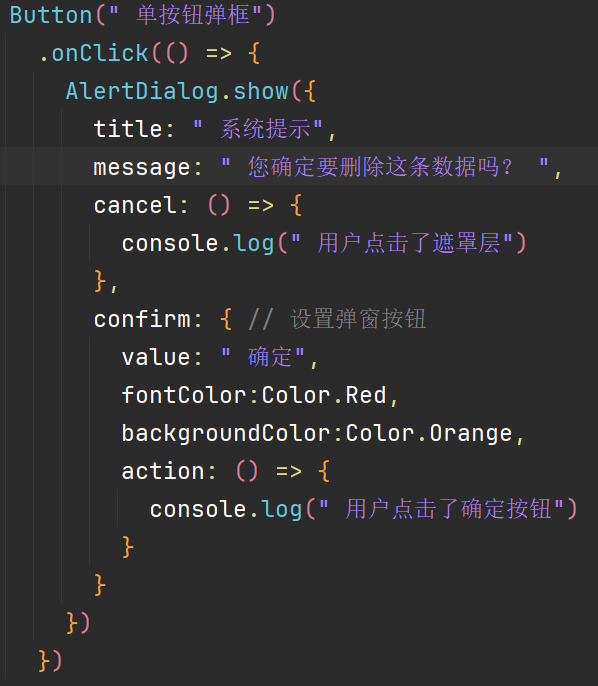 Button(" 单按钮弹框")
  .onClick(() => {
    AlertDialog.show({
      title: " 系统提示",
      message: " 您确定要删除这条数据吗？ ",
      cancel: () => {
        console.log(" 用户点击了遮罩层")
      },
      confirm: { // 设置弹窗按钮
        value: " 确定",
        fontColor:Color.Red,
        backgroundColor:Color.Orange,
        action: () => {
          console.log(" 用户点击了确定按钮")
        }
      }
    })
  })